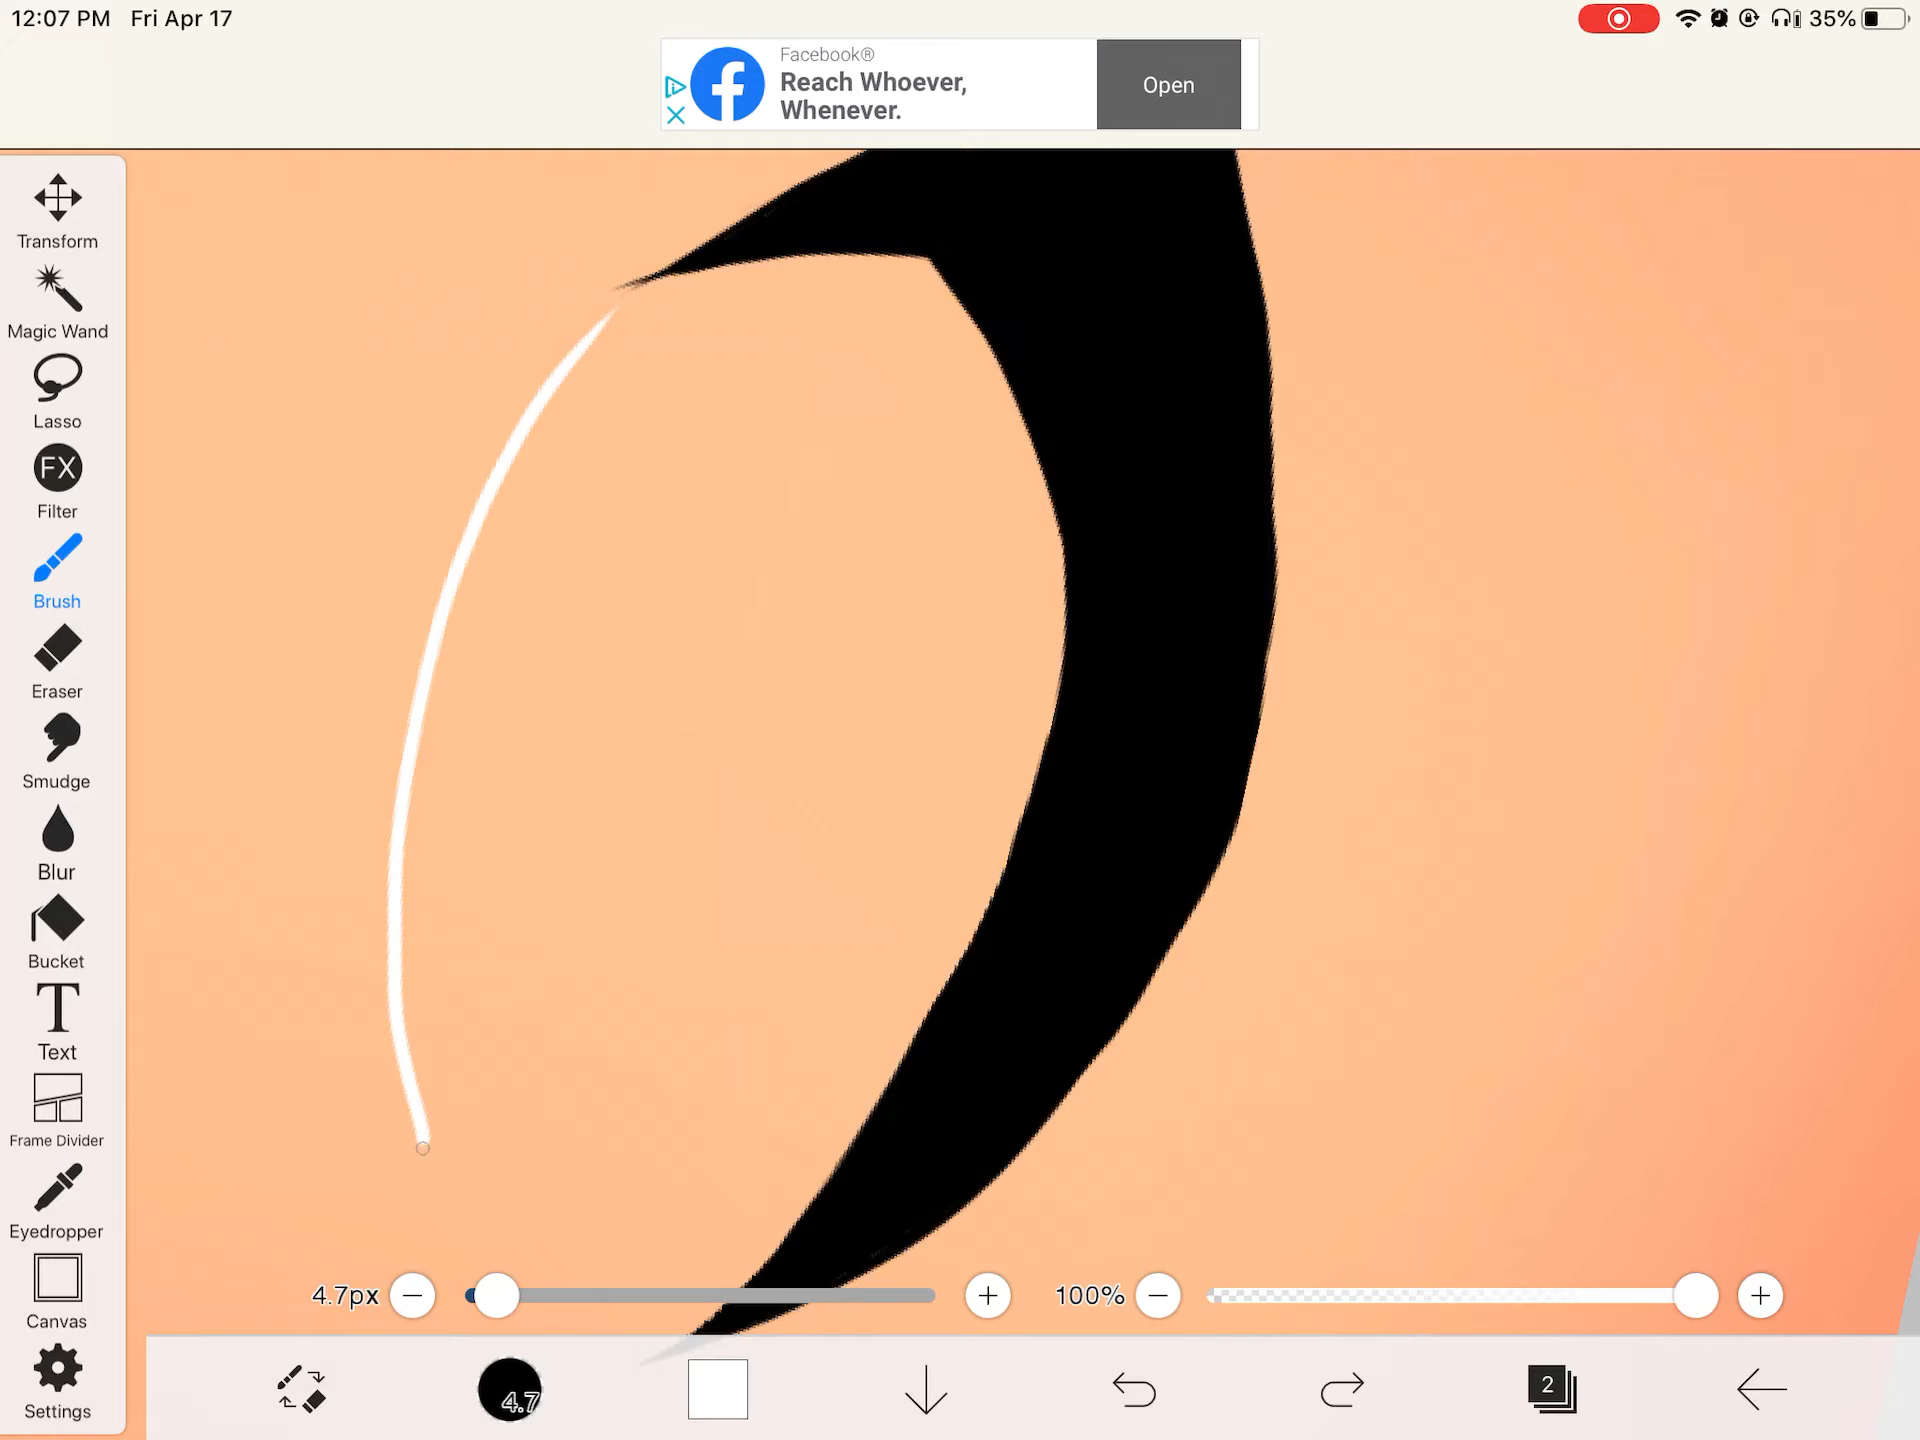 12:07 PM Fri Apr 17
35%
Facebook®
Reach Whoever,
Whenever.
Open
Transform
Magic Wand
Lasso
FX
Filter
Brush
Eraser
Smudge
Blur
Bucket
T
Text
Frame Divider
Eyedropper
Canvas
Settings
4.7px
100%
4.7
2